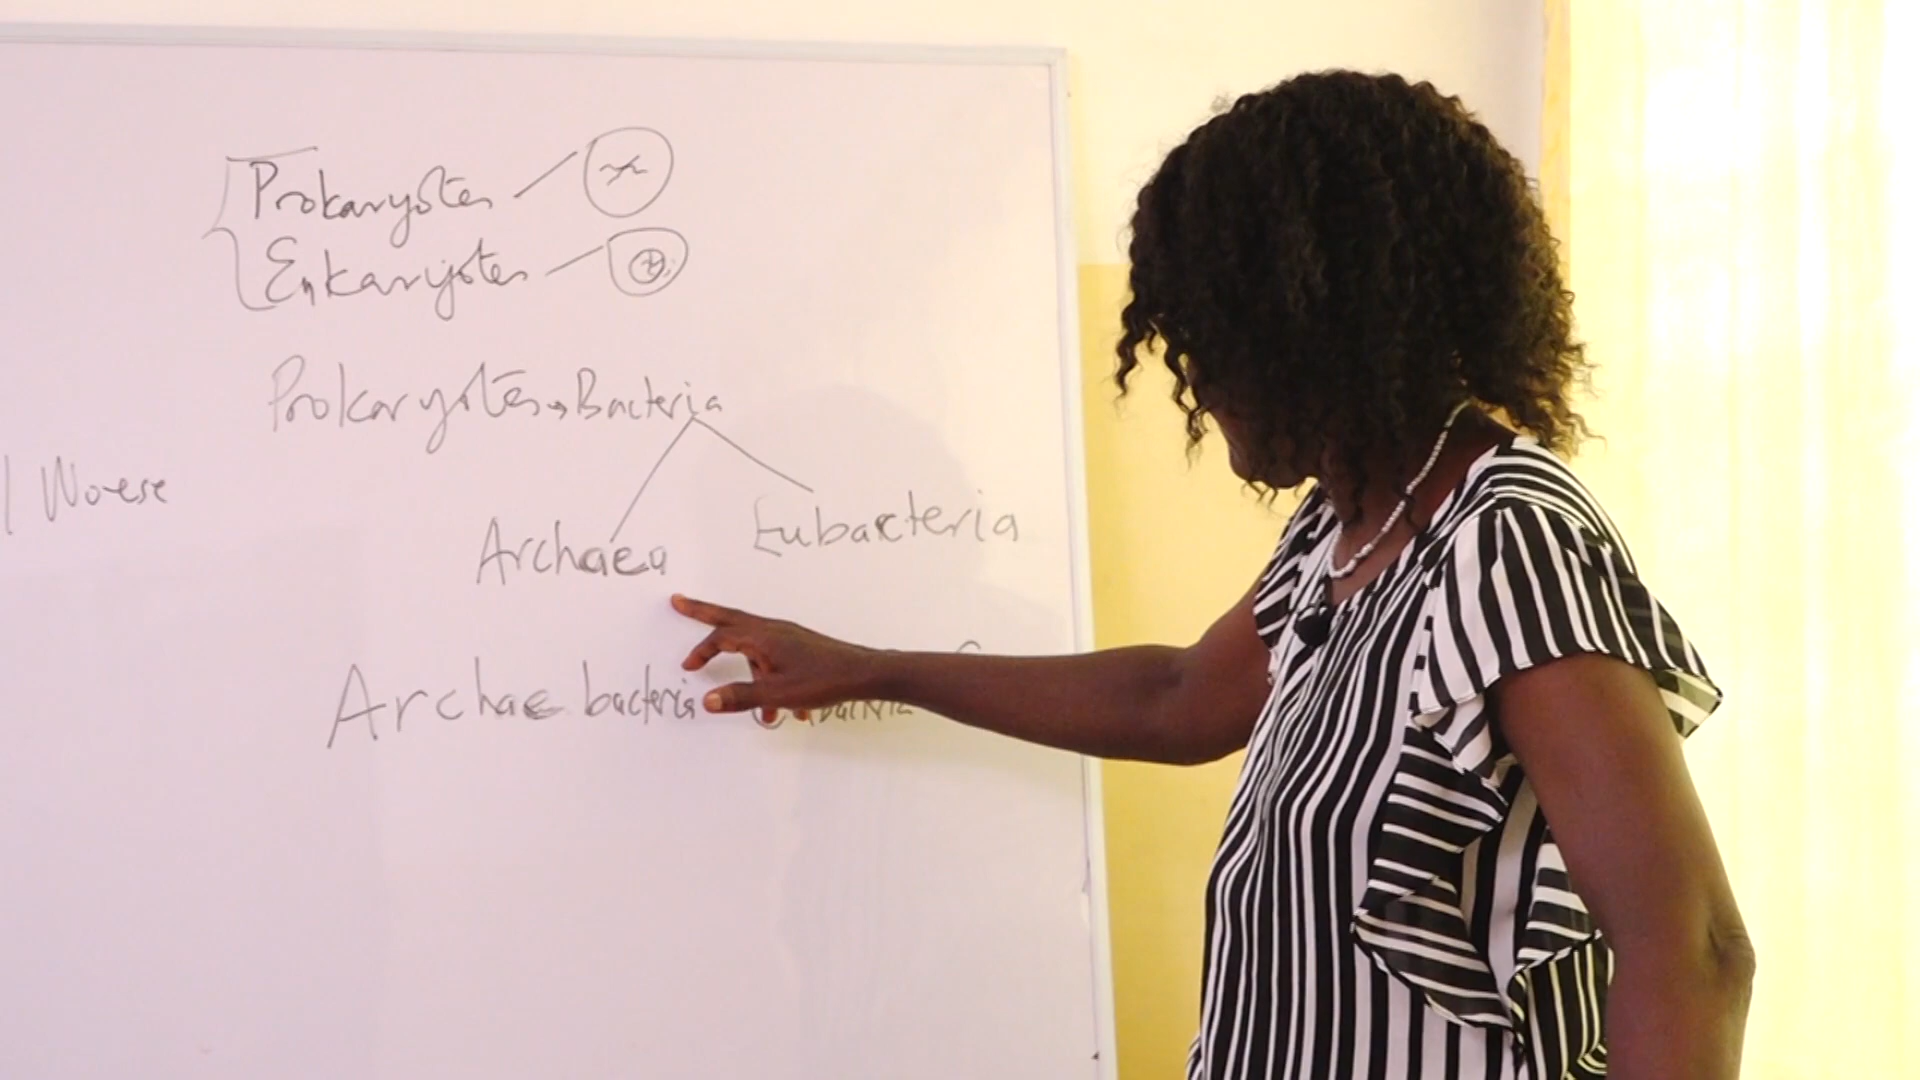 Prokaryotes
Eukaryotes
Prokaryotes → Bacteria
Woese
Archaea Eubacteria
Archaebacteria